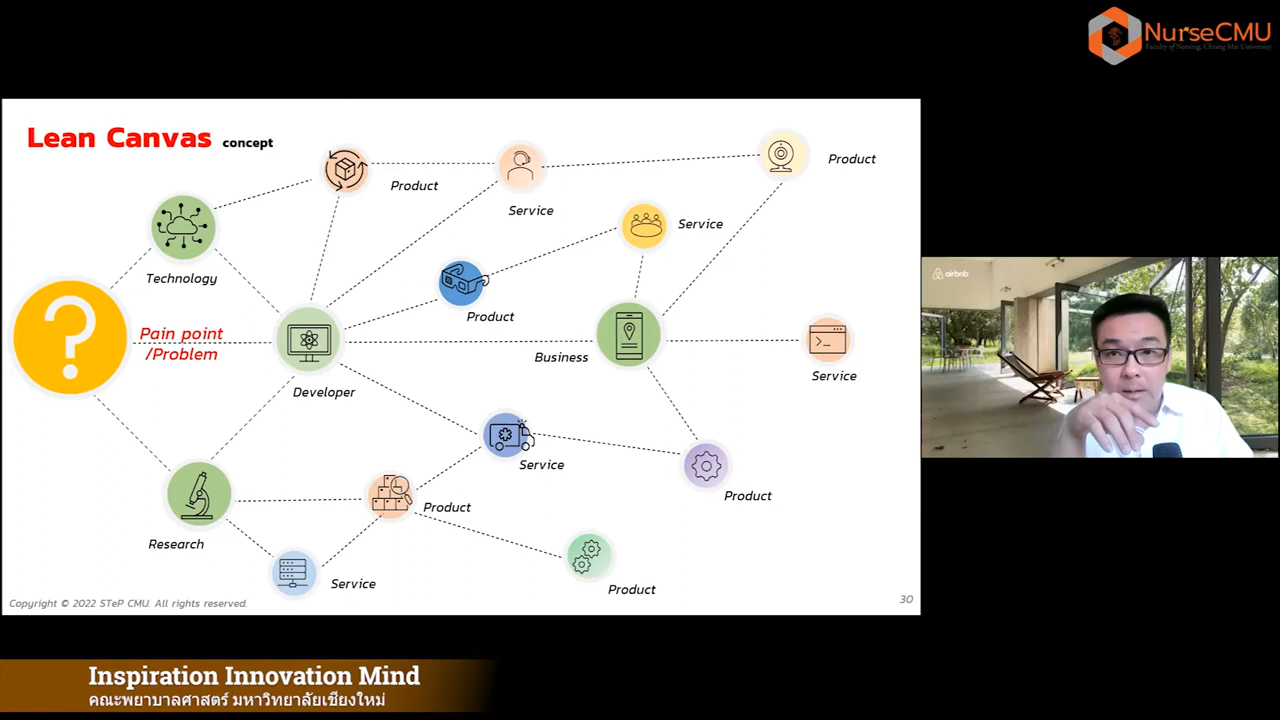 NurseCMU
Faculty of Nursing, Chiang Mai University
Lean Canvas concept
Product
Service
Product
Service
Technology
Product
Pain point
/Problem
Business
Developer
Service
Service
Product
Product
Research
Service
Product
Copyright © 2022 STeP CMU. All rights reserved.
30
airbnb
Inspiration Innovation Mind
คณะพยาบาลศาสตร์ มหาวิทยาลัยเชียงใหม่